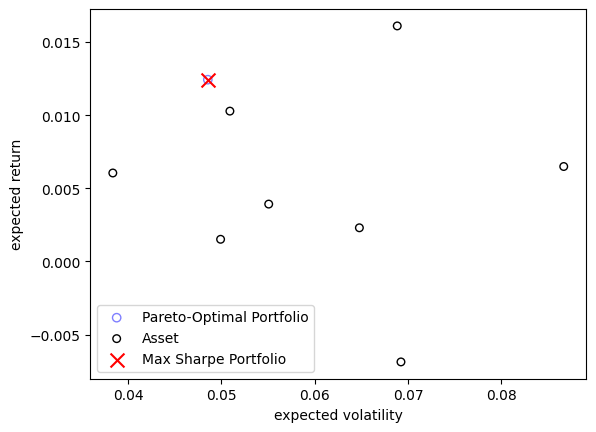 0.015
0.010
0.005
0.000
−0.005
expected return
Pareto-Optimal Portfolio
Asset
Max Sharpe Portfolio
0.04 0.05 0.06 0.07 0.08
expected volatility